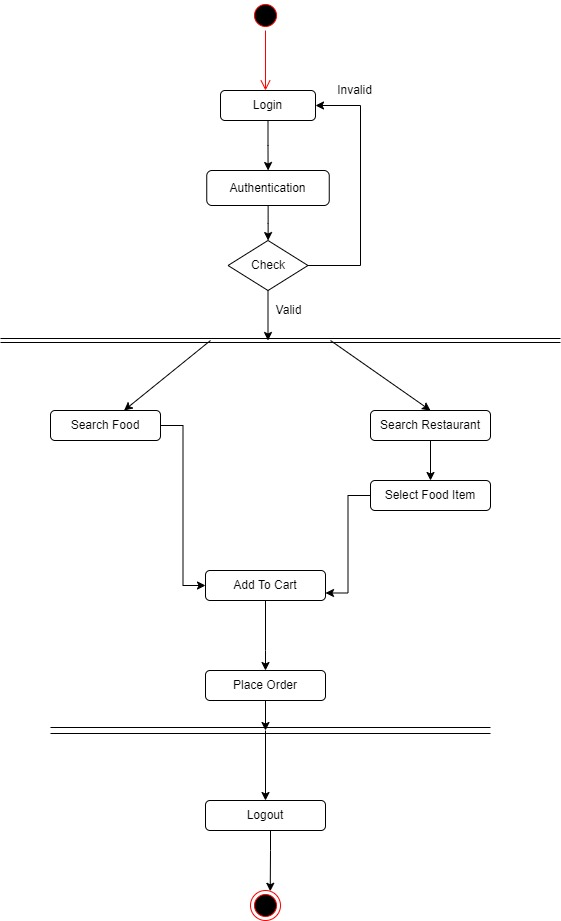 Invalid
Login
Authentication
Check
Valid
Search Food
Search Restaurant
Select Food Item
Add To Cart
Place Order
Logout